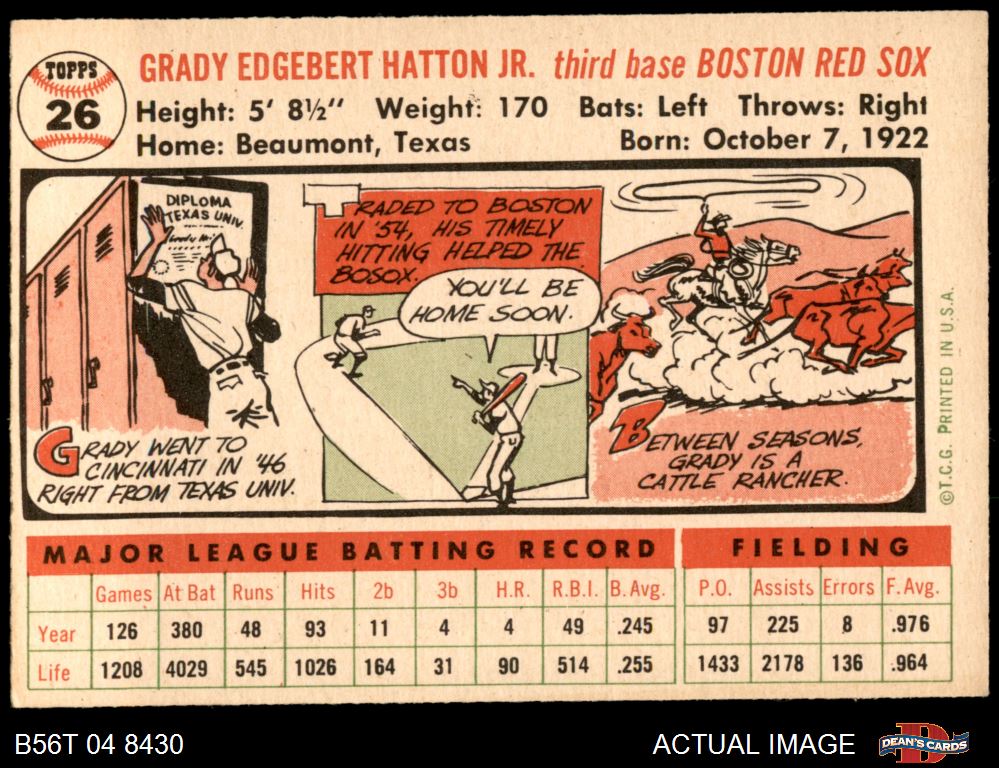 TOPPS
26
GRADY EDGEBERT HATTON JR. third base BOSTON RED SOX
Height: 5' 8½" Weight: 170 Bats: Left Throws: Right
Home: Beaumont, Texas Born: October 7, 1922
DIPLOMA
TEXAS UNIV.
GRADY WENT TO
CINCINNATI IN '46
RIGHT FROM TEXAS UNIV.
TRADED TO BOSTON
IN '54, HIS TIMELY
HITTING HELPED THE
BOSOX.
YOU'LL BE
HOME SOON.
BETWEEN SEASONS,
GRADY IS A
CATTLE RANCHER.
©T.C.G. PRINTED IN U.S.A.
MAJOR LEAGUE BATTING RECORD FIELDING
Games At Bat Runs Hits 2b 3b H.R. R.B.I. B. Avg. P.O. Assists Errors F. Avg.
Year 126 380 48 93 11 4 4 49 .245 97 225 8 .976
Life 1208 4029 545 1026 164 31 90 514 .255 1433 2178 136 .964
B56T 04 8430 ACTUAL IMAGE DEAN'S CARDS